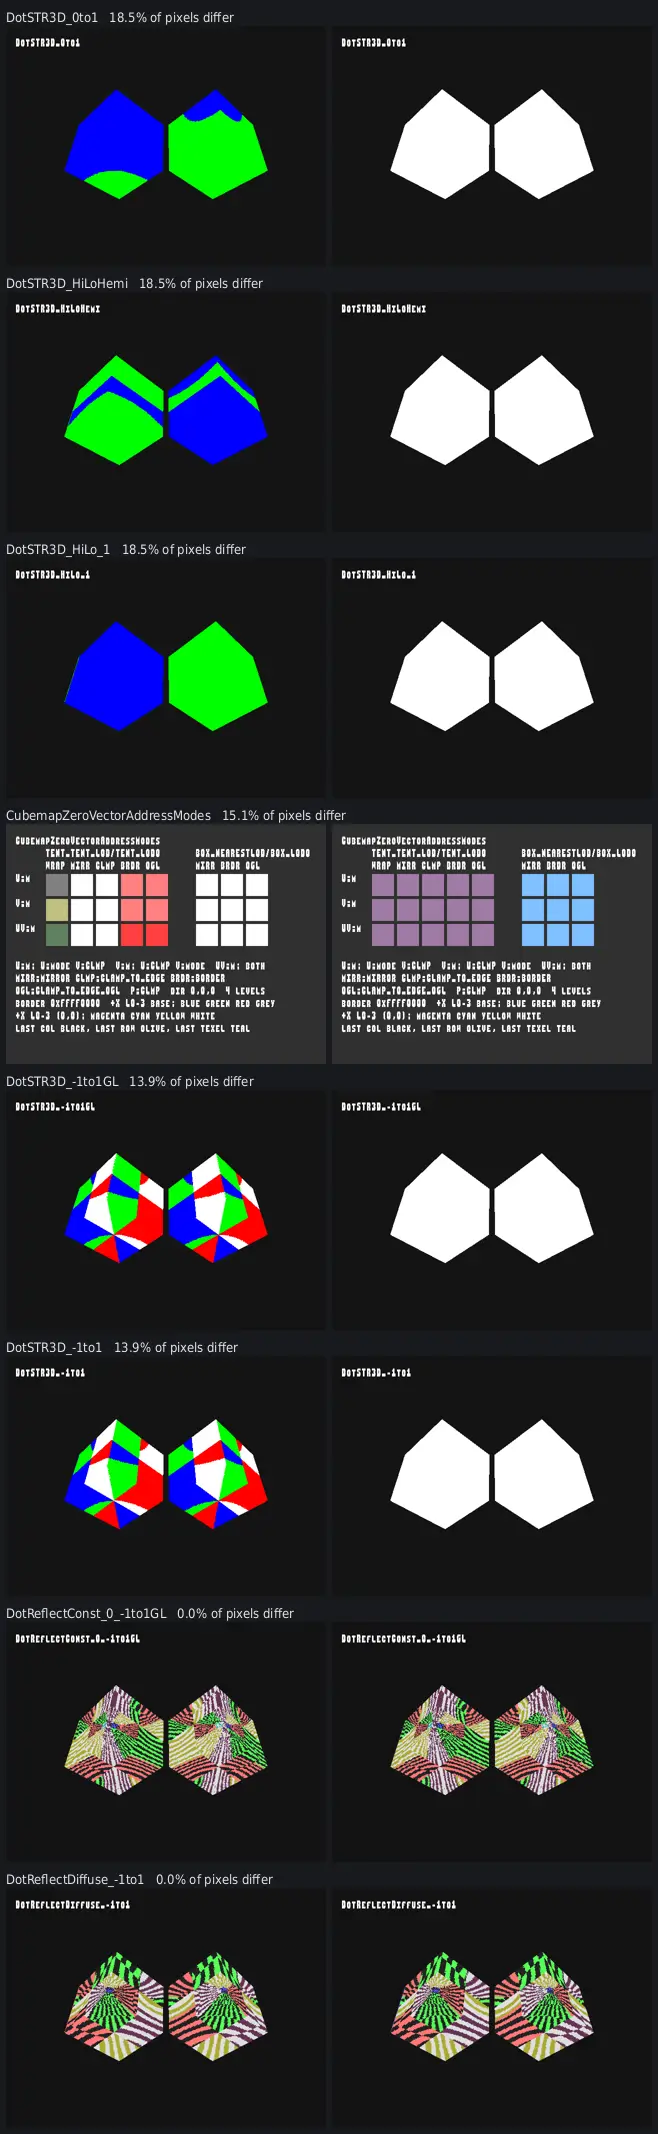 DotSTR3D_0to1 18.5% of pixels differ
DotSTR3D_0to1 DotSTR3D_0to1
DotSTR3D_HiLoHemi 18.5% of pixels differ
DotSTR3D_HiLoHemi DotSTR3D_HiLoHemi
DotSTR3D_HiLo_1 18.5% of pixels differ
DotSTR3D_HiLo_1 DotSTR3D_HiLo_1
CubemapZeroVectorAddressModes 15.1% of pixels differ
CubemapZeroVectorAddressModes CubemapZeroVectorAddressModes
TENT_TENT_LOD/TENT_LOD0 BOX_NEARESTLOD/BOX_LOD0 TENT_TENT_LOD/TENT_LOD0 BOX_NEARESTLOD/BOX_LOD0
WRAP MIRR CLMP BRDR OGL MIRR BRDR OGL WRAP MIRR CLMP BRDR OGL MIRR BRDR OGL
U:M U:M
V:M V:M
UV:M UV:M
U:M: U:MODE V:CLMP V:M: U:CLMP V:MODE UV:M: BOTH U:M: U:MODE V:CLMP V:M: U:CLMP V:MODE UV:M: BOTH
MIRR:MIRROR CLMP:CLAMP_TO_EDGE BRDR:BORDER MIRR:MIRROR CLMP:CLAMP_TO_EDGE BRDR:BORDER
OGL:CLAMP_TO_EDGE_OGL P:CLMP DIR 0,0,0 4 LEVELS OGL:CLAMP_TO_EDGE_OGL P:CLMP DIR 0,0,0 4 LEVELS
BORDER 0xffff0000 +X L0-3 BASE: BLUE GREEN RED GREY BORDER 0xffff0000 +X L0-3 BASE: BLUE GREEN RED GREY
+X L0-3 (0,0): MAGENTA CYAN YELLOW WHITE +X L0-3 (0,0): MAGENTA CYAN YELLOW WHITE
LAST COL BLACK, LAST ROW OLIVE, LAST TEXEL TEAL LAST COL BLACK, LAST ROW OLIVE, LAST TEXEL TEAL
DotSTR3D_-1to1GL 13.9% of pixels differ
DotSTR3D_-1to1GL DotSTR3D_-1to1GL
DotSTR3D_-1to1 13.9% of pixels differ
DotSTR3D_-1to1 DotSTR3D_-1to1
DotReflectConst_0_-1to1GL 0.0% of pixels differ
DotReflectConst_0_-1to1GL DotReflectConst_0_-1to1GL
DotReflectDiffuse_-1to1 0.0% of pixels differ
DotReflectDiffuse_-1to1 DotReflectDiffuse_-1to1